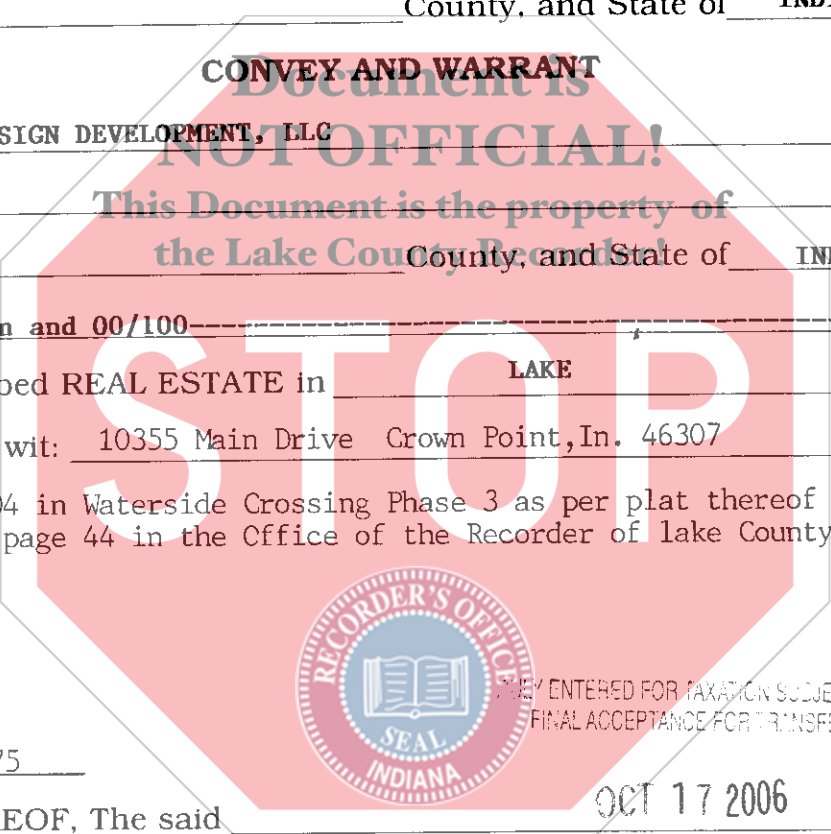 County, and State of INDI
CONVEY AND WARRANT
Document is
SIGN DEVELOPMENT, LLC
NOT OFFICIAL!
This Document is the property of
the Lake County Recorder!
County, and State of IND
n and 00/100
STOP
bed REAL ESTATE in LAKE
wit: 10355 Main Drive Crown Point,In. 46307
04 in Waterside Crossing Phase 3 as per plat thereof
page 44 in the Office of the Recorder of lake County
RECORDER'S OFFICE
SEAL
INDIANA
ENTERED FOR TAXATION SUBJE
FINAL ACCEPTANCE FOR TRANSFE
75
OCT 17 2006
EOF, The said